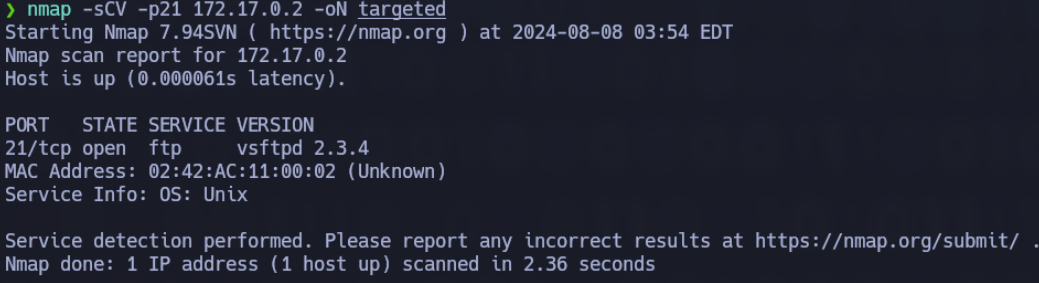 ❯ nmap -sCV -p21 172.17.0.2 -oN targeted
Starting Nmap 7.94SVN ( https://nmap.org ) at 2024-08-08 03:54 EDT
Nmap scan report for 172.17.0.2
Host is up (0.000061s latency).
PORT   STATE SERVICE VERSION
21/tcp open  ftp     vsftpd 2.3.4
MAC Address: 02:42:AC:11:00:02 (Unknown)
Service Info: OS: Unix
Service detection performed. Please report any incorrect results at https://nmap.org/submit/ .
Nmap done: 1 IP address (1 host up) scanned in 2.36 seconds